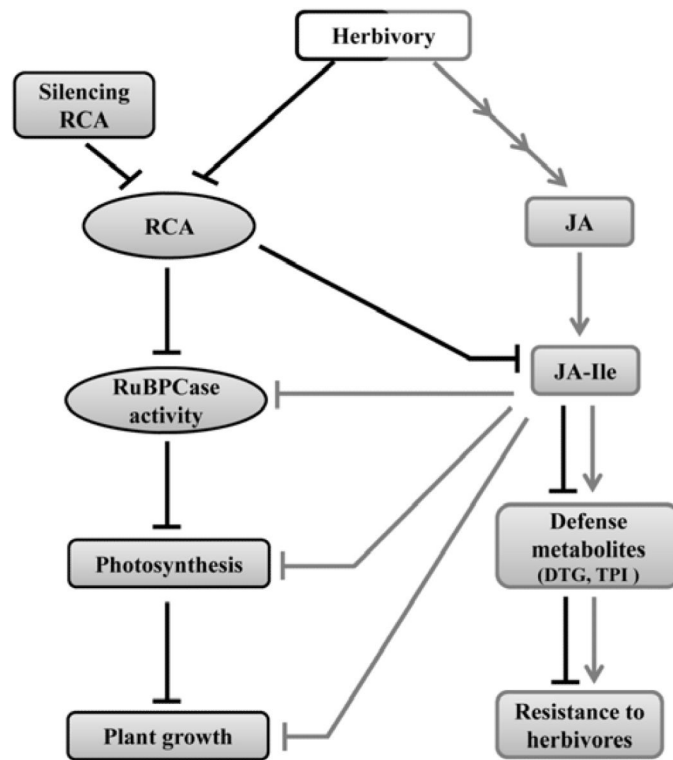 Herbivory
Silencing
RCA
RCA
JA
RuBPCase
activity
JA-Ile
Photosynthesis
Defense
metabolites
(DTG, TPI )
Plant growth
Resistance to
herbivores